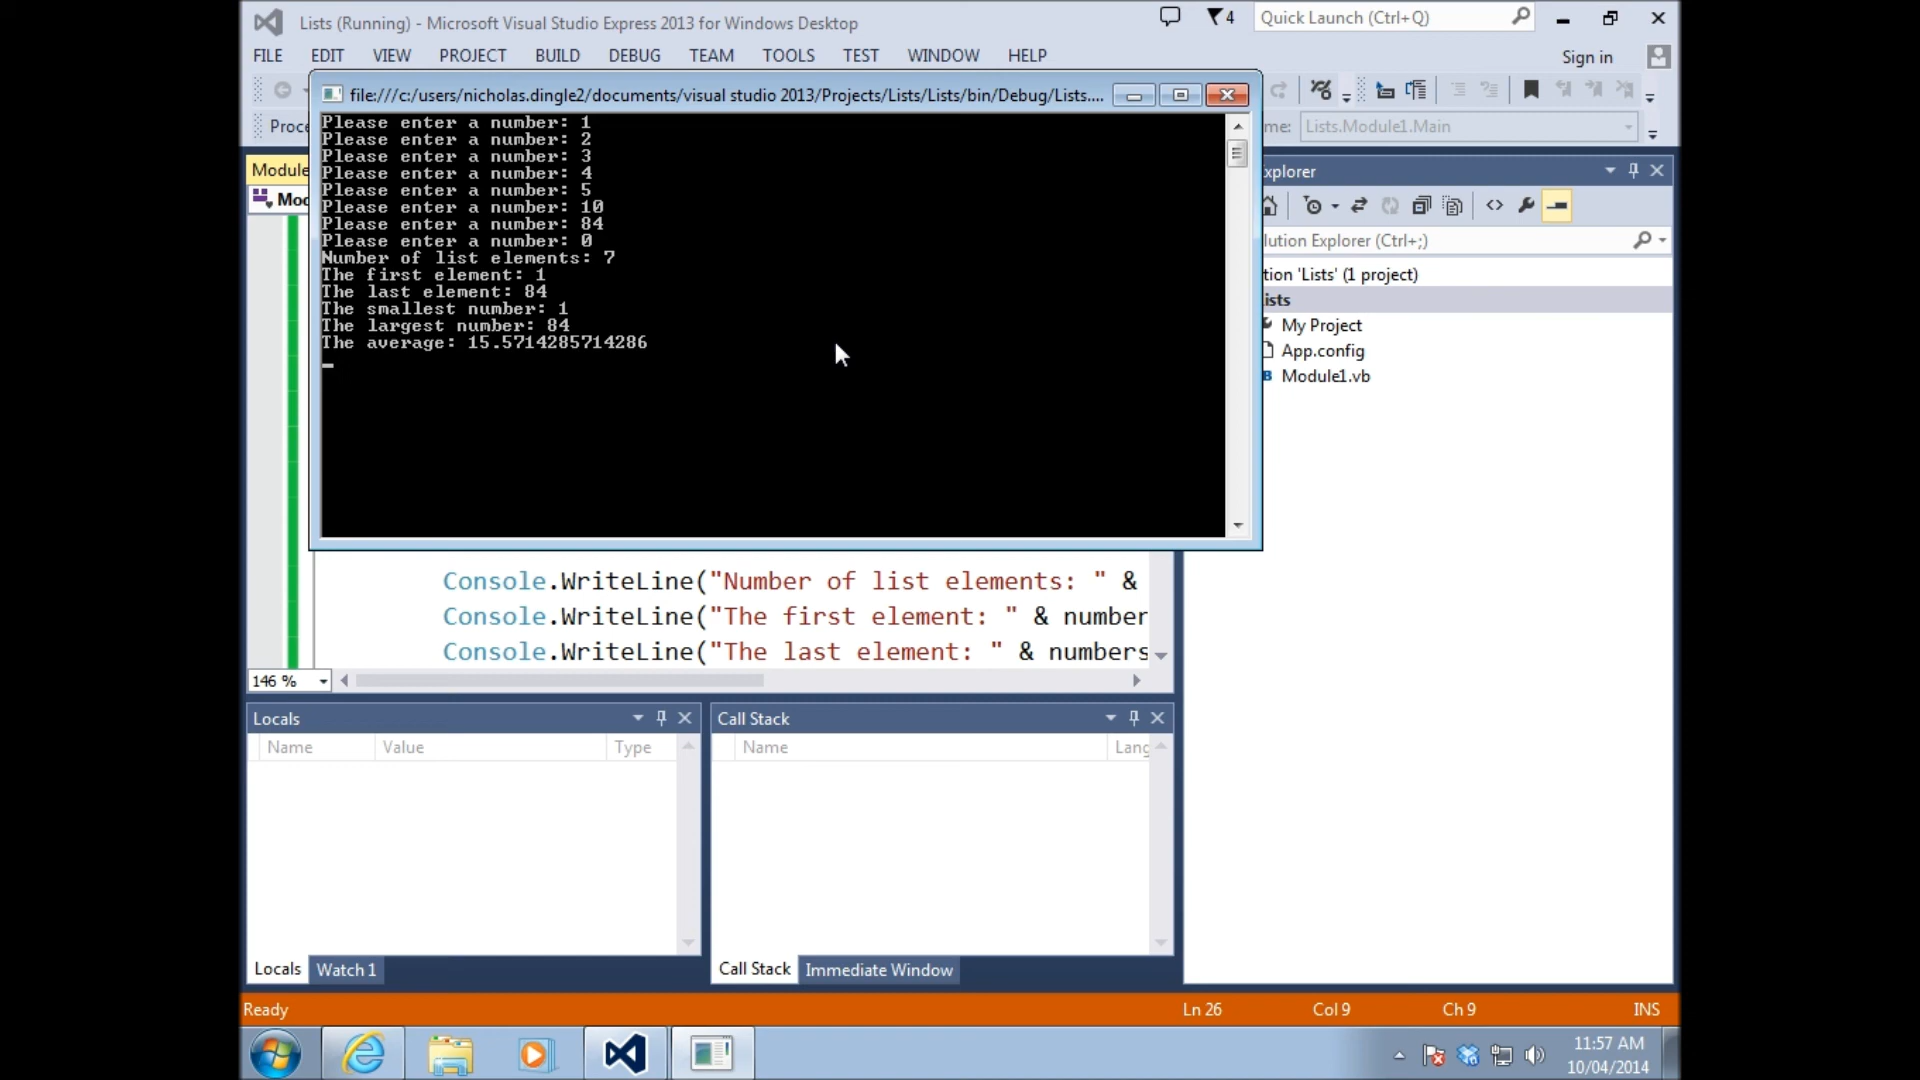 Lists (Running) - Microsoft Visual Studio Express 2013 for Windows Desktop
4
Quick Launch (Ctrl+Q)
FILE EDIT VIEW PROJECT BUILD DEBUG TEAM TOOLS TEST WINDOW HELP
Sign in
file:///c:/users/nicholas.dingle2/documents/visual studio 2013/Projects/Lists/Lists/bin/Debug/Lists....
Proce
me: Lists.Module1.Main
Please enter a number: 1
Please enter a number: 2
Please enter a number: 3
Please enter a number: 4
Please enter a number: 5
Please enter a number: 10
Please enter a number: 84
Please enter a number: 0
Number of list elements: 7
The first element: 1
The last element: 84
The smallest number: 1
The largest number: 84
The average: 15.5714285714286
Module
Moc
xplorer
lution Explorer (Ctrl+;)
tion 'Lists' (1 project)
ists
My Project
App.config
Module1.vb
Console.WriteLine("Number of list elements: " &
Console.WriteLine("The first element: " & number
Console.WriteLine("The last element: " & numbers
146 %
Locals
Name Value Type
Call Stack
Name Lang
Locals Watch 1
Call Stack Immediate Window
Ready
Ln 26 Col 9 Ch 9 INS
11:57 AM
10/04/2014